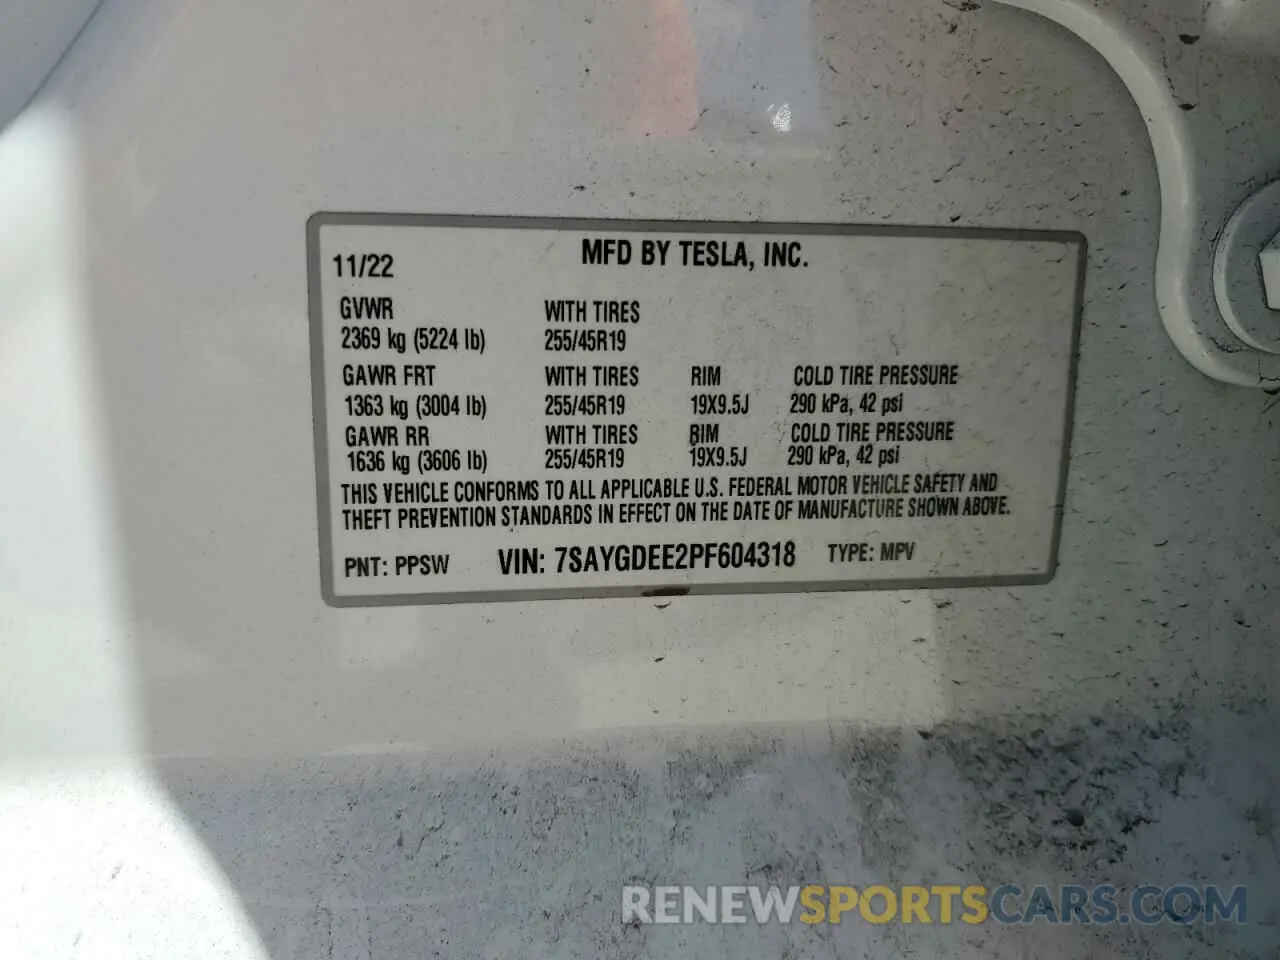 MFD BY TESLA, INC.
11/22
GVWR WITH TIRES
2369 kg (5224 lb) 255/45R19
GAWR FRT WITH TIRES RIM COLD TIRE PRESSURE
1363 kg (3004 lb) 255/45R19 19X9.5J 290 kPa, 42 psi
GAWR RR WITH TIRES RIM COLD TIRE PRESSURE
1636 kg (3606 lb) 255/45R19 19X9.5J 290 kPa, 42 psi
THIS VEHICLE CONFORMS TO ALL APPLICABLE U.S. FEDERAL MOTOR VEHICLE SAFETY AND
THEFT PREVENTION STANDARDS IN EFFECT ON THE DATE OF MANUFACTURE SHOWN ABOVE.
PNT: PPSW VIN: 7SAYGDEE2PF604318 TYPE: MPV
RENEWSPORTSCARS.COM